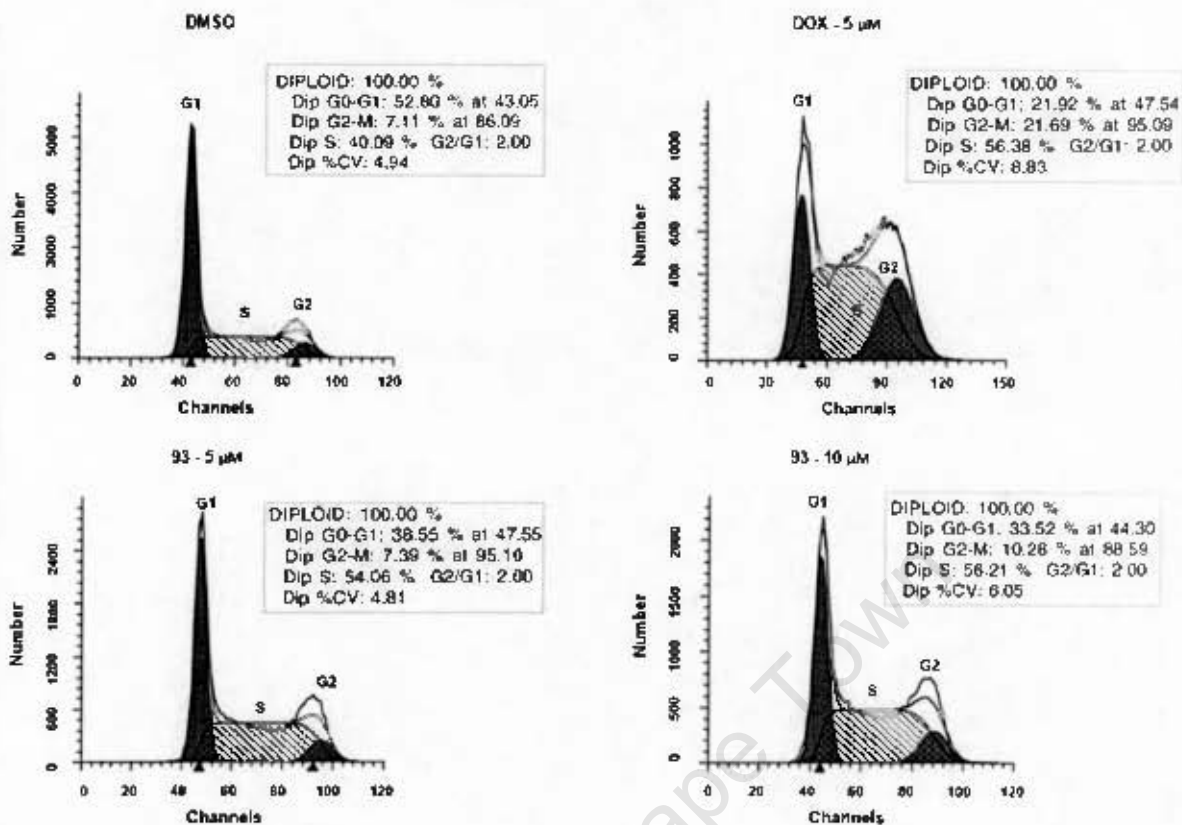 DMSO
DIPLOID: 100.00 %
Dip G0-G1: 52.80 % at 43.05
Dip G2-M: 7.11 % at 86.09
Dip S: 40.09 % G2/G1: 2.00
Dip %CV: 4.94
G1
S
G2
Number
0 1000 3000 4000 5000
0 20 40 60 80 100 120
Channels
DOX - 5 µM
DIPLOID: 100.00 %
Dip G0-G1: 21.92 % at 47.54
Dip G2-M: 21.69 % at 95.09
Dip S: 56.38 % G2/G1: 2.00
Dip %CV: 8.83
G1
G2
S
Number
0 200 400 600 800 1000
0 30 60 90 120 150
Channels
93 - 5 µM
DIPLOID: 100.00 %
Dip G0-G1: 38.55 % at 47.55
Dip G2-M: 7.39 % at 95.10
Dip S: 54.06 % G2/G1: 2.00
Dip %CV: 4.81
G1
S
G2
Number
0 600 1200 1800 2400
0 20 40 60 80 100 120
Channels
93 - 10 µM
DIPLOID: 100.00 %
Dip G0-G1: 33.52 % at 44.30
Dip G2-M: 10.26 % at 88.59
Dip S: 56.21 % G2/G1: 2.00
Dip %CV: 6.05
G1
S
G2
Number
0 500 1000 1500 2000
0 20 40 60 80 100 120
Channels
ape Town